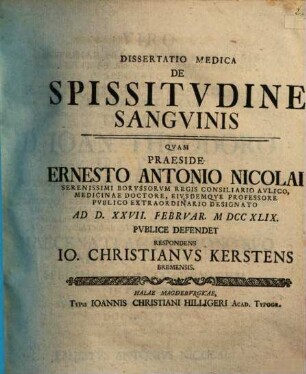 DISSERTATIO MEDICA
DE
SPISSITVDINE
SANGVINIS
QVAM
PRAESIDE
ERNESTO ANTONIO NICOLAI
SERENISSIMI BORVSSORVM REGIS CONSILIARIO AVLICO,
MEDICINAE DOCTORE, EIVSDEMQVE PROFESSORE
PVBLICO EXTRAORDINARIO DESIGNATO
AD D. XXVII. FEBRVAR. M DCC XLIX.
PVBLICE DEFENDET
RESPONDENS
IO. CHRISTIANVS KERSTENS
BREMENSIS.
HALAE MAGDEBVRGICAE,
TYPIS IOANNIS CHRISTIANI HILLIGERI ACAD. TYPOGR.